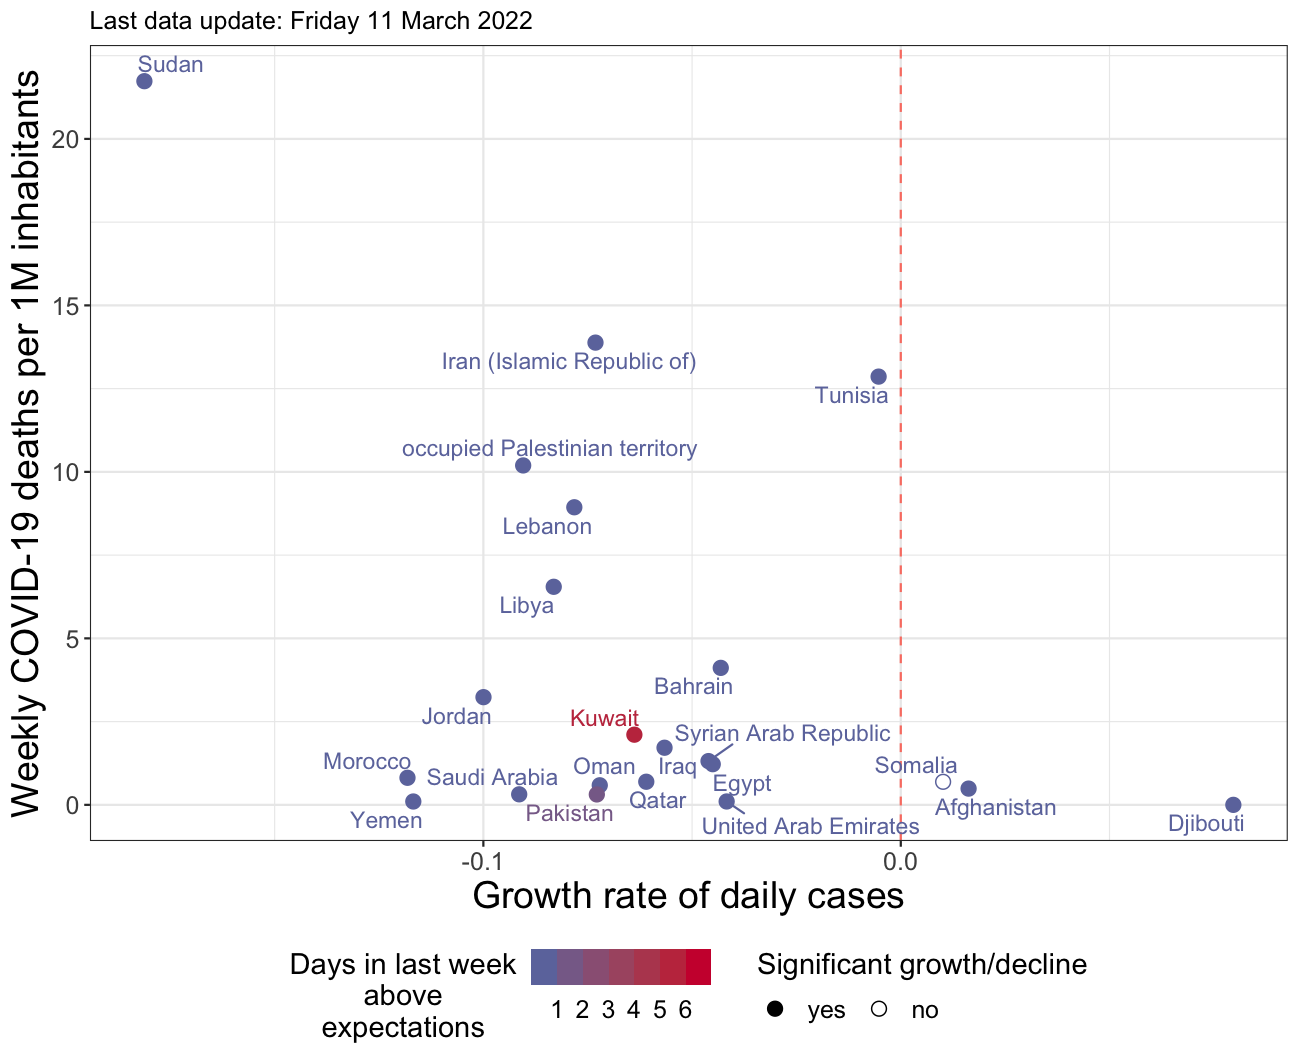 Last data update: Friday 11 March 2022
Weekly COVID-19 deaths per 1M inhabitants
20
15
10
5
0
Sudan
Iran (Islamic Republic of)
Tunisia
occupied Palestinian territory
Lebanon
Libya
Bahrain
Jordan
Kuwait
Syrian Arab Republic
Morocco
Saudi Arabia
Oman
Iraq
Somalia
Egypt
Pakistan
Qatar
Afghanistan
Yemen
United Arab Emirates
Djibouti
-0.1
0.0
Growth rate of daily cases
Days in last week
above
expectations
1 2 3 4 5 6
Significant growth/decline
yes
no